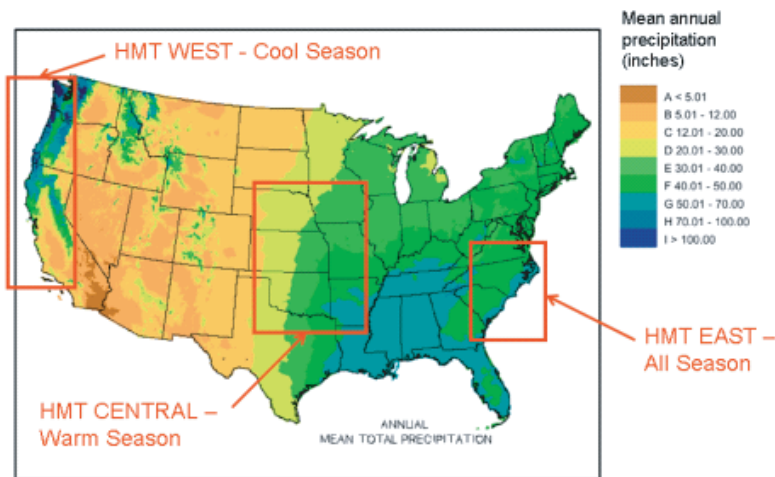 HMT WEST - Cool Season
Mean annual
precipitation
(inches)
A < 5.01
B 5.01 - 12.00
C 12.01 - 20.00
D 20.01 - 30.00
E 30.01 - 40.00
F 40.01 - 50.00
G 50.01 - 70.00
H 70.01 - 100.00
I > 100.00
HMT EAST –
All Season
HMT CENTRAL –
Warm Season
ANNUAL
MEAN TOTAL PRECIPITATION